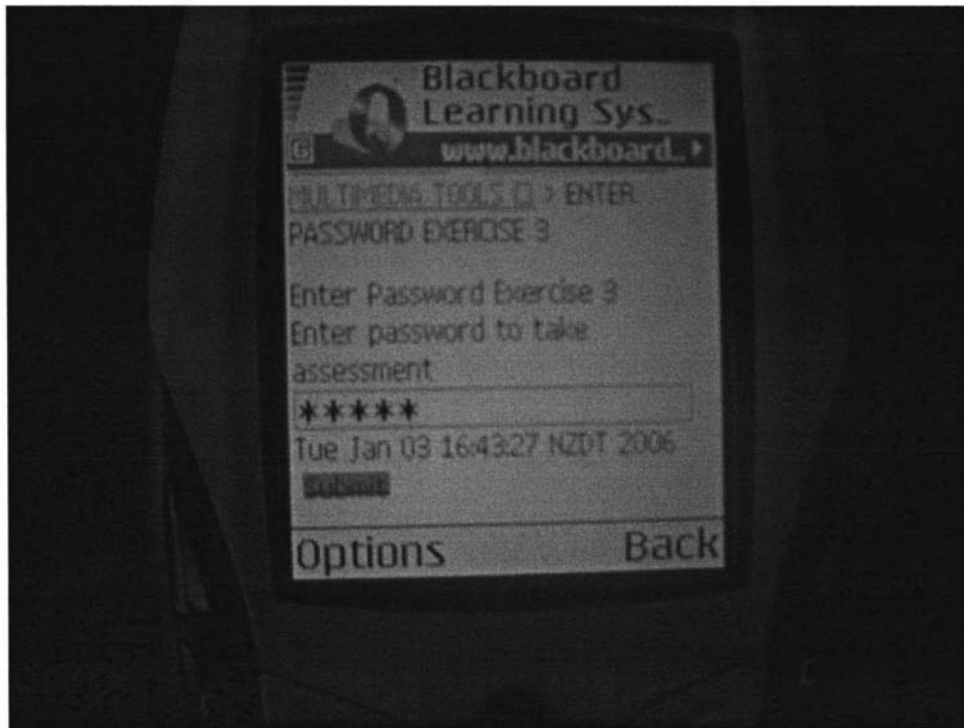 Blackboard
Learning Sys..
G
www.blackboard..
MULTIMEDIA TOOLS > ENTER
PASSWORD EXERCISE 3
Enter Password Exercise 3
Enter password to take
assessment
*****
Tue Jan 03 16:43:27 NZDT 2006
Submit
Options Back